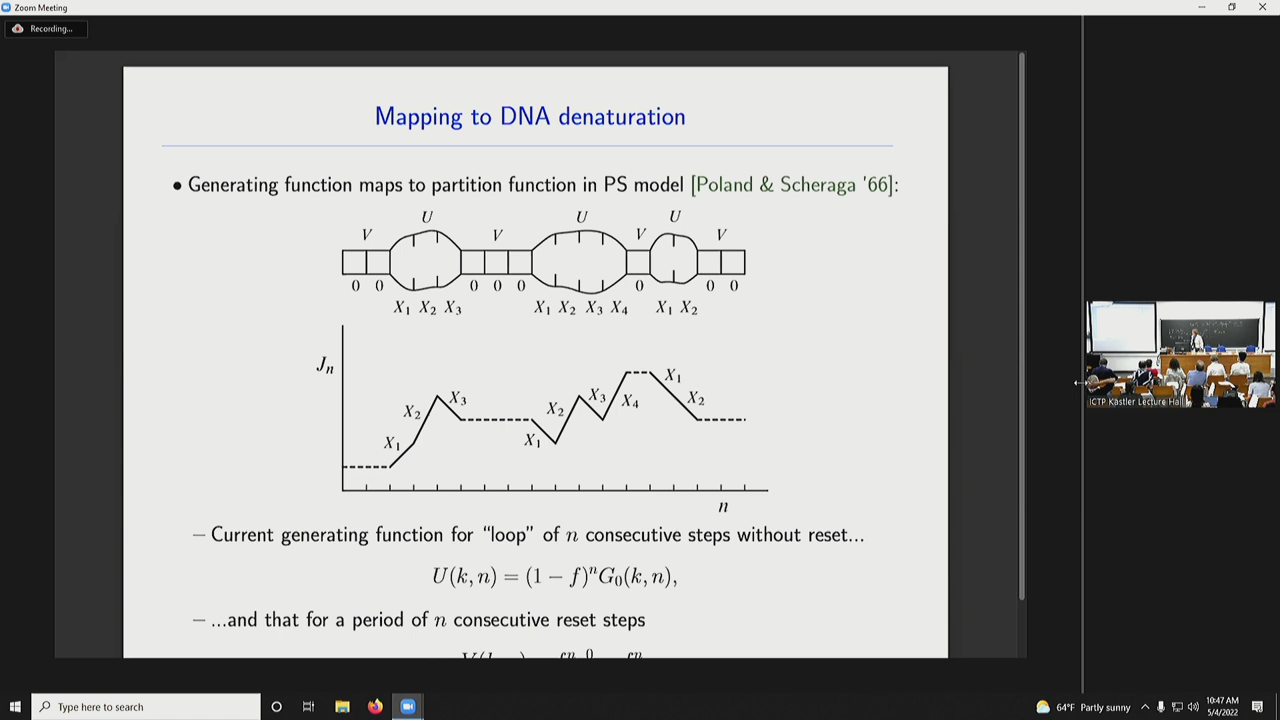 Zoom Meeting
Recording...
Mapping to DNA denaturation
• Generating function maps to partition function in PS model [Poland & Scheraga '66]:
U U U
V V V V
0 0 0 0 0 0 0 0
X₁ X₂ X₃ X₁ X₂ X₃ X₄ X₁ X₂
Jₙ
X₁ X₂ X₃ X₁ X₂ X₃ X₄ X₁ X₂
n
– Current generating function for “loop” of n consecutive steps without reset...
U(k, n) = (1 − f)ⁿG₀(k, n),
– ...and that for a period of n consecutive reset steps
ICTP Kastler Lecture Hall
Type here to search
64°F Partly sunny
10:47 AM
5/4/2022